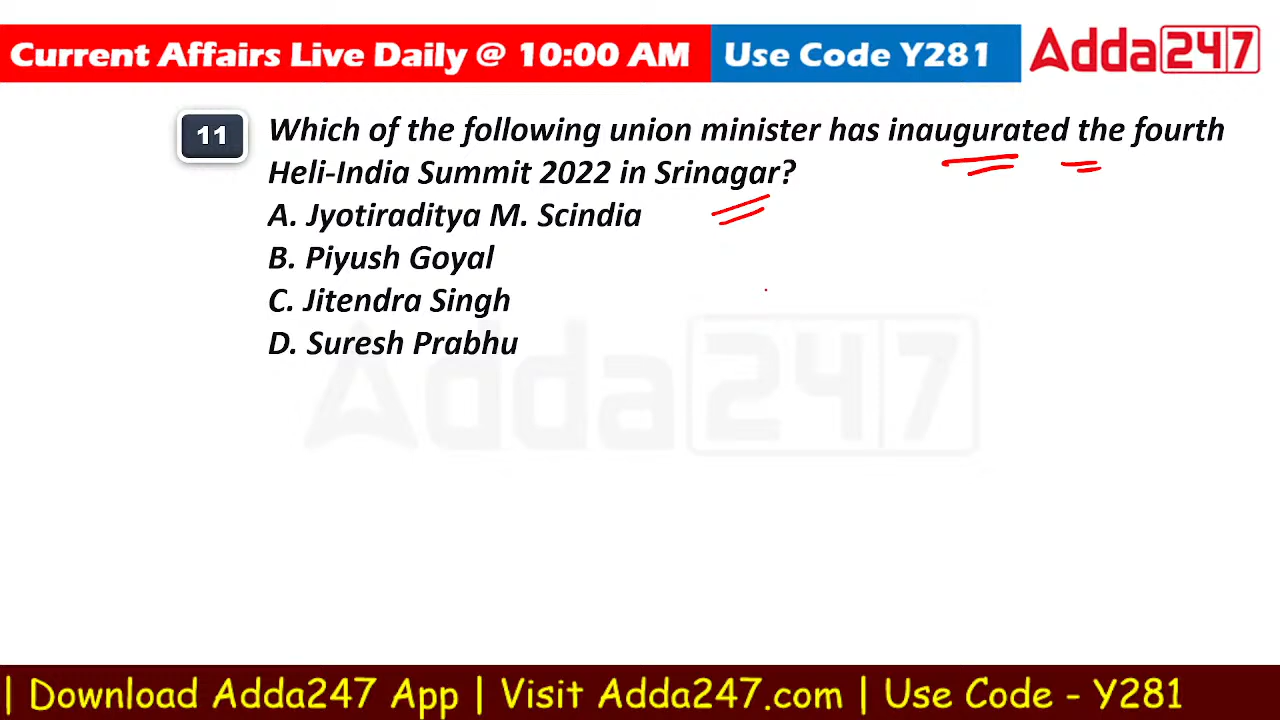 Current Affairs Live Daily @ 10:00 AM Use Code Y281 Adda247
11 Which of the following union minister has inaugurated the fourth
Heli-India Summit 2022 in Srinagar?
A. Jyotiraditya M. Scindia
B. Piyush Goyal
C. Jitendra Singh
D. Suresh Prabhu
Adda247
| Download Adda247 App | Visit Adda247.com | Use Code - Y281